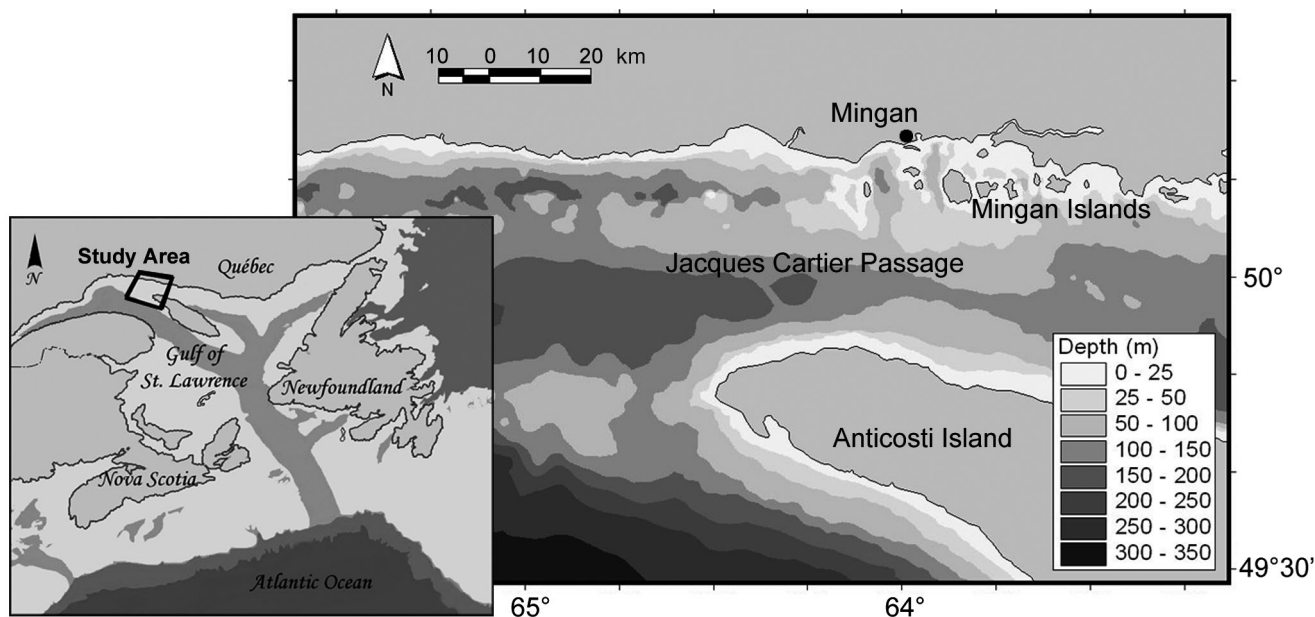 10 0 10 20 km
N
Mingan
Mingan Islands
Jacques Cartier Passage
50°
Anticosti Island
Depth (m)
0 - 25
25 - 50
50 - 100
100 - 150
150 - 200
200 - 250
250 - 300
300 - 350
49°30'
65°
64°
N
Study Area
Québec
Gulf of
St. Lawrence
Newfoundland
Nova Scotia
Atlantic Ocean